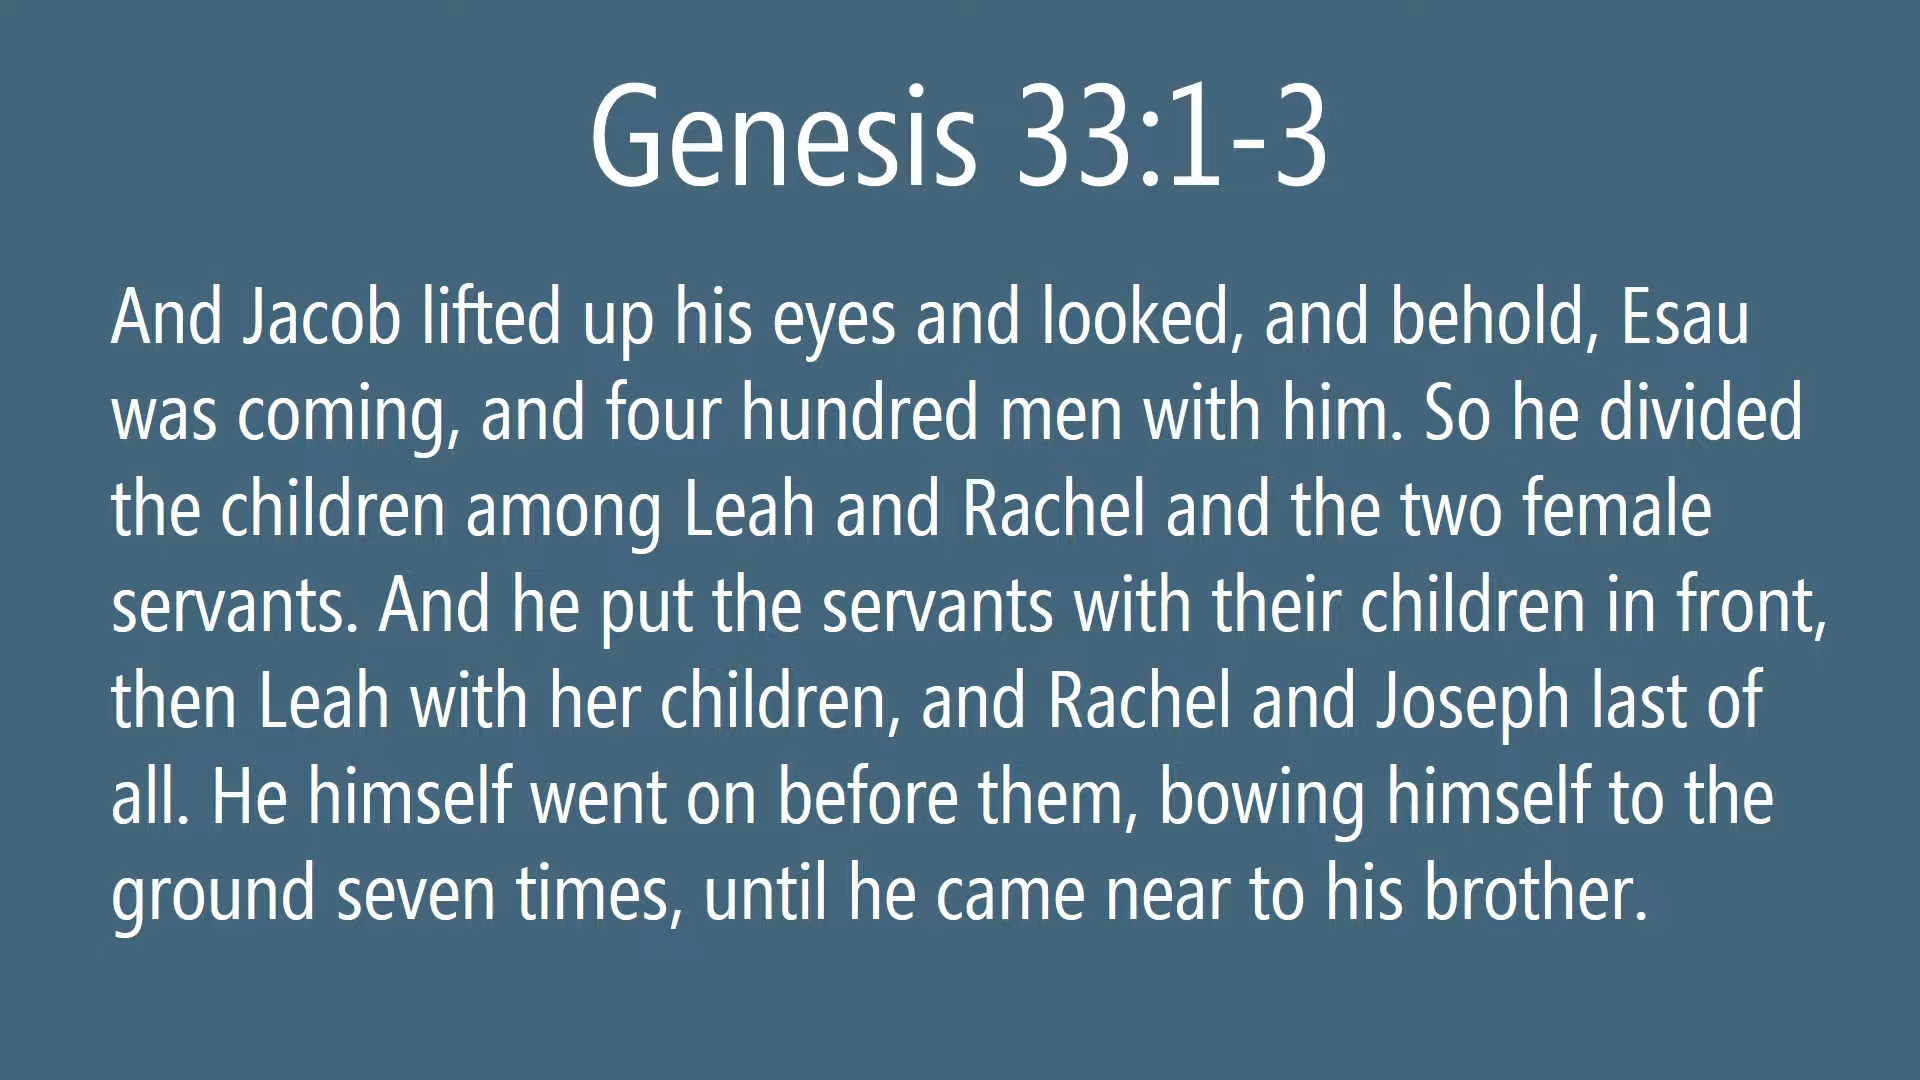 Genesis 33:1-3
And Jacob lifted up his eyes and looked, and behold, Esau
was coming, and four hundred men with him. So he divided
the children among Leah and Rachel and the two female
servants. And he put the servants with their children in front,
then Leah with her children, and Rachel and Joseph last of
all. He himself went on before them, bowing himself to the
ground seven times, until he came near to his brother.